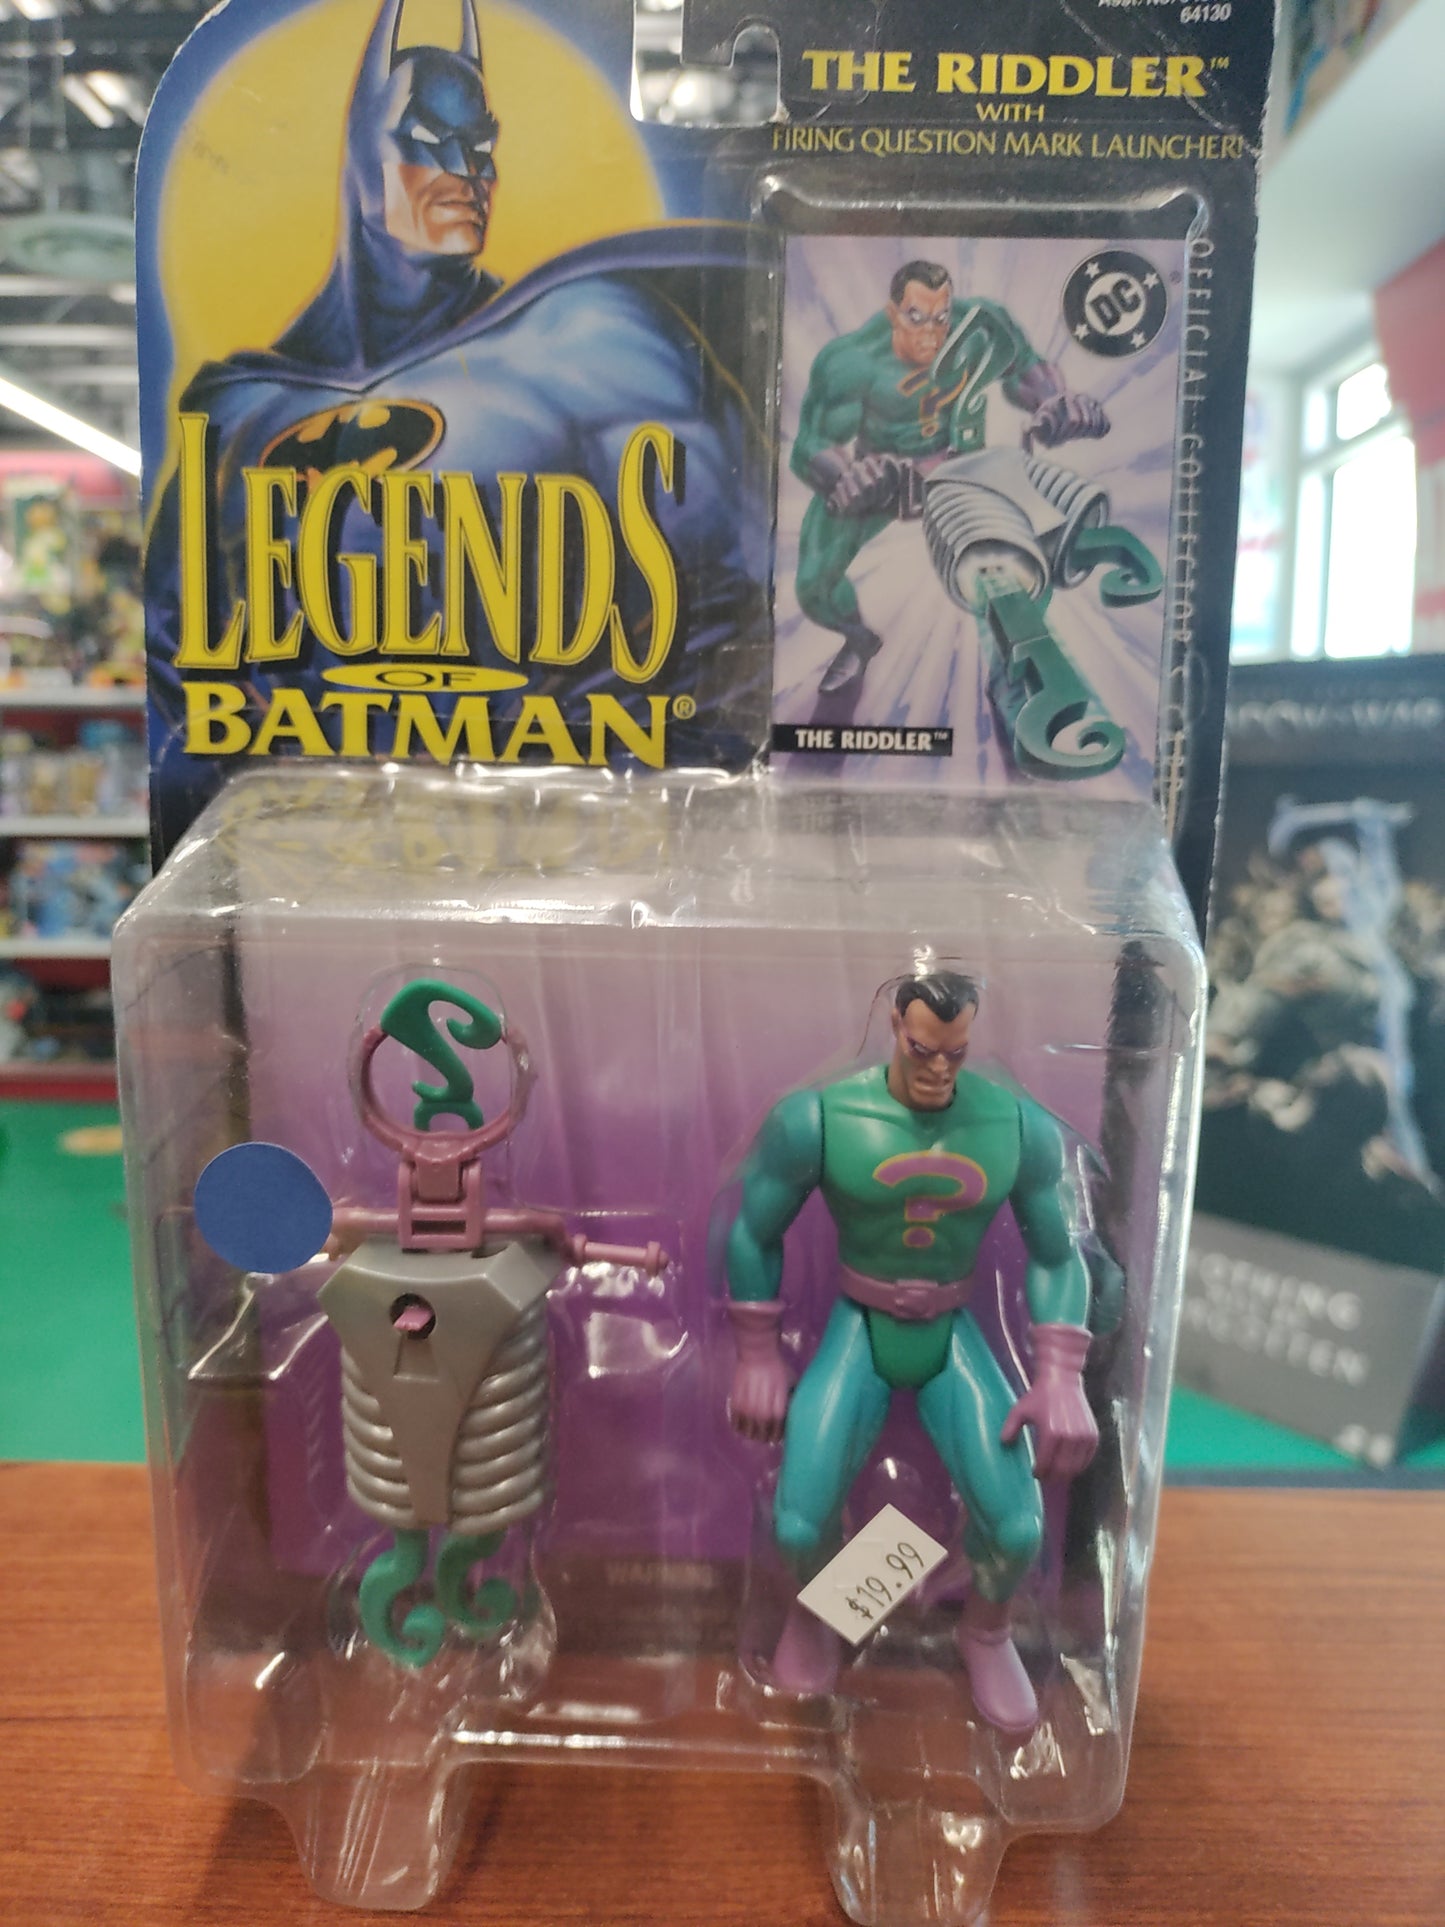 64130
THE RIDDLER™
WITH
FIRING QUESTION MARK LAUNCHER!
DC
®
OFFICIAL COLLECTOR CARD
LEGENDS
OF
BATMAN®
THE RIDDLER™
?
$19.99
WARNING